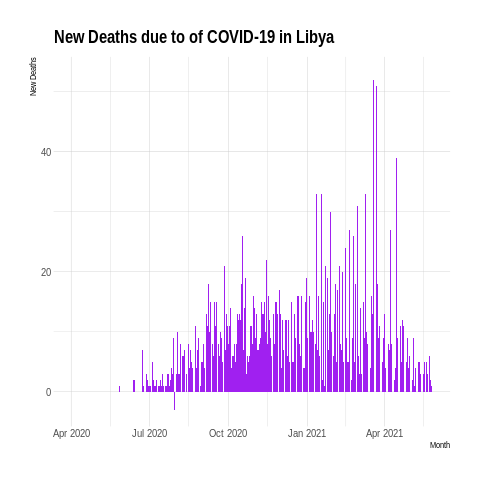 New Deaths due to of COVID-19 in Libya
New Deaths
40
20
0
Apr 2020 Jul 2020 Oct 2020 Jan 2021 Apr 2021
Month